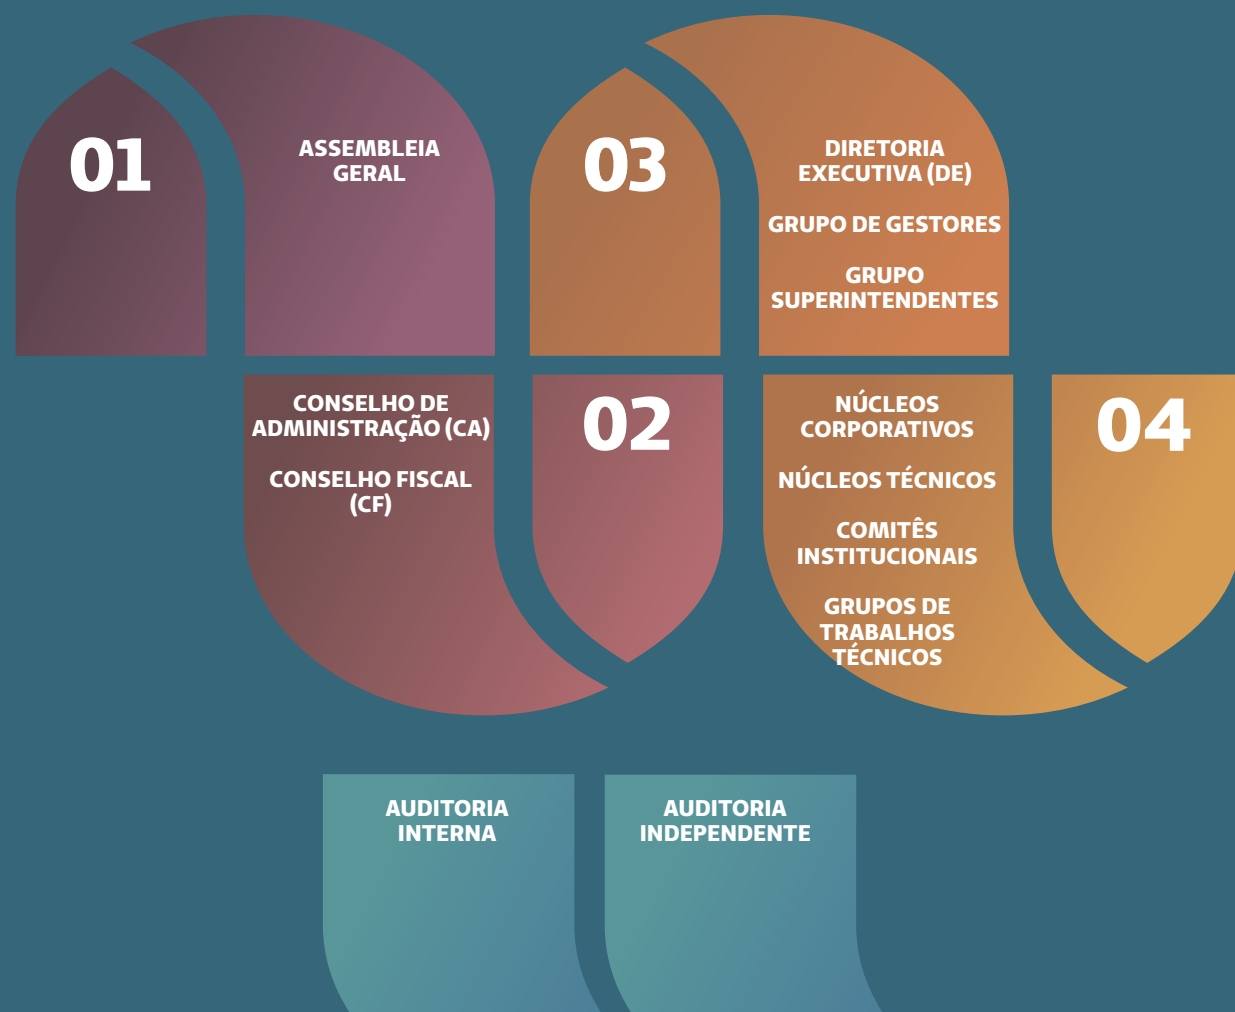 01
ASSEMBLEIA
GERAL
CONSELHO DE
ADMINISTRAÇÃO (CA)
CONSELHO FISCAL
(CF)
02
03
DIRETORIA
EXECUTIVA (DE)
GRUPO DE GESTORES
GRUPO
SUPERINTENDENTES
NÚCLEOS
CORPORATIVOS
NÚCLEOS TÉCNICOS
COMITÊS
INSTITUCIONAIS
GRUPOS DE
TRABALHOS
TÉCNICOS
04
AUDITORIA
INTERNA
AUDITORIA
INDEPENDENTE